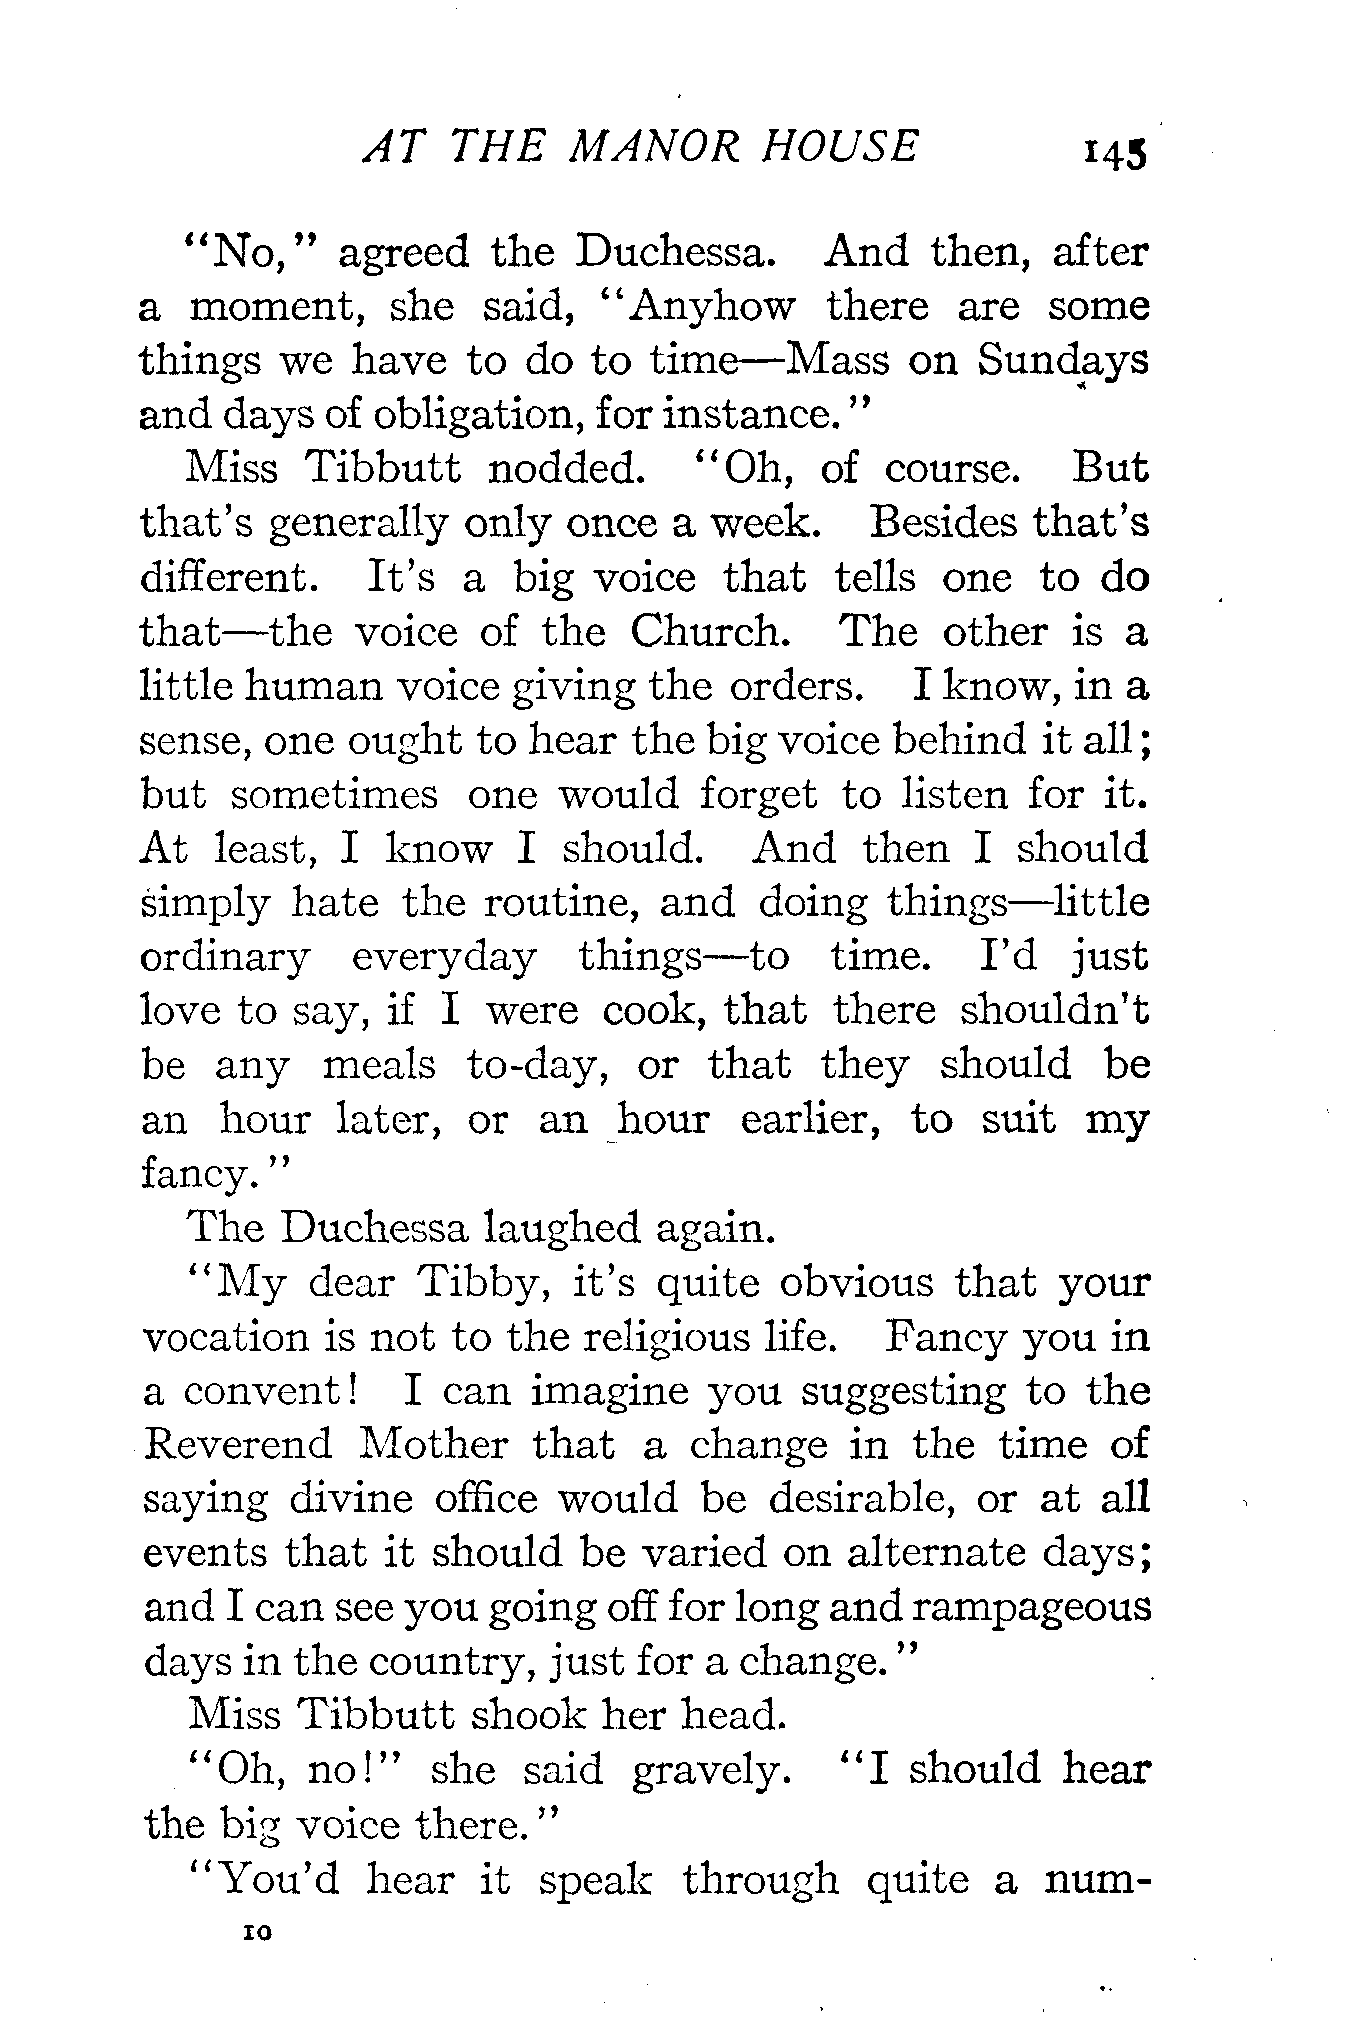 AT THE MANOR HOUSE 145
"No," agreed the Duchessa. And then, after
a moment, she said, "Anyhow there are some
things we have to do to time—Mass on Sundays
and days of obligation, for instance."
Miss Tibbutt nodded. "Oh, of course. But
that's generally only once a week. Besides that's
different. It's a big voice that tells one to do
that—the voice of the Church. The other is a
little human voice giving the orders. I know, in a
sense, one ought to hear the big voice behind it all;
but sometimes one would forget to listen for it.
At least, I know I should. And then I should
simply hate the routine, and doing things—little
ordinary everyday things—to time. I'd just
love to say, if I were cook, that there shouldn't
be any meals to-day, or that they should be
an hour later, or an hour earlier, to suit my
fancy."
The Duchessa laughed again.
"My dear Tibby, it's quite obvious that your
vocation is not to the religious life. Fancy you in
a convent! I can imagine you suggesting to the
Reverend Mother that a change in the time of
saying divine office would be desirable, or at all
events that it should be varied on alternate days;
and I can see you going off for long and rampageous
days in the country, just for a change."
Miss Tibbutt shook her head.
"Oh, no!" she said gravely. "I should hear
the big voice there."
"You'd hear it speak through quite a num-
10